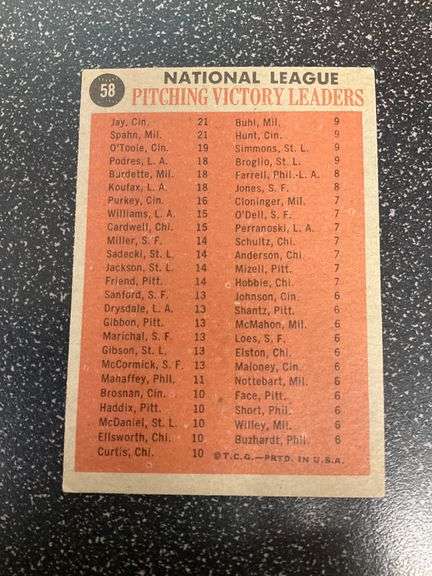 58
NATIONAL LEAGUE
PITCHING VICTORY LEADERS
Jay, Cin. 21
Spahn, Mil. 21
O'Toole, Cin. 19
Podres, L. A. 18
Burdette, Mil. 18
Koufax, L. A. 18
Purkey, Cin. 16
Williams, L. A. 15
Cardwell, Chi. 15
Miller, S. F. 14
Sadecki, St. L. 14
Jackson, St. L. 14
Friend, Pitt. 14
Sanford, S. F. 13
Drysdale, L. A. 13
Gibbon, Pitt. 13
Marichal, S. F. 13
Gibson, St. L. 13
McCormick, S. F. 13
Mahaffey, Phil. 11
Brosnan, Cin. 10
Haddix, Pitt. 10
McDaniel, St. L. 10
Ellsworth, Chi. 10
Curtis, Chi. 10
Buhl, Mil. 9
Hunt, Cin. 9
Simmons, St. L. 9
Broglio, St. L. 9
Farrell, Phil.-L. A. 8
Jones, S. F. 8
Cloninger, Mil. 7
O'Dell, S. F. 7
Perranoski, L. A. 7
Schultz, Chi. 7
Anderson, Chi. 7
Mizell, Pitt. 7
Hobbie, Chi. 7
Johnson, Cin. 6
Shantz, Pitt. 6
McMahon, Mil. 6
Loes, S. F. 6
Elston, Chi. 6
Maloney, Cin. 6
Nottebart, Mil. 6
Face, Pitt. 6
Short, Phil. 6
Willey, Mil. 6
Buzhardt, Phil. 6
© T.C.G.—PRTD. IN U.S.A.